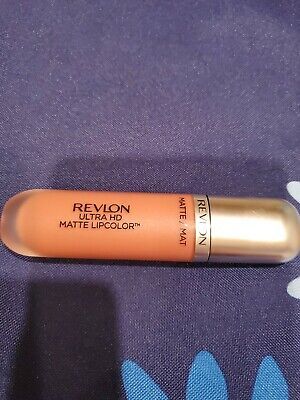 REVLON
ULTRA HD
MATTE LIPCOLOR™
MATTE / MAT
REVLON